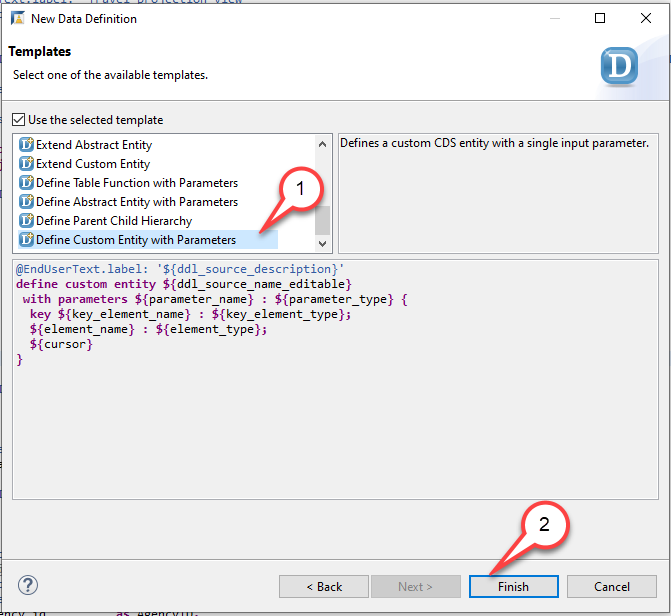 New Data Definition
Templates
Select one of the available templates.
D
Use the selected template
Extend Abstract Entity
Extend Custom Entity
Define Table Function with Parameters
Define Abstract Entity with Parameters
Define Parent Child Hierarchy
Define Custom Entity with Parameters
1
Defines a custom CDS entity with a single input parameter.
@EndUserText.label: '${ddl_source_description}'
define custom entity ${ddl_source_name_editable}
with parameters ${parameter_name} : ${parameter_type} {
key ${key_element_name} : ${key_element_type};
${element_name} : ${element_type};
${cursor}
}
2
?
< Back
Next >
Finish
Cancel